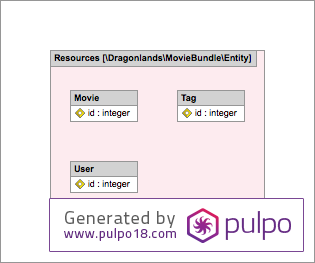 Resources [\Dragonlands\MovieBundle\Entity]
Movie
id : integer
Tag
id : integer
User
id : integer
Generated by
www.pulpo18.com
pulpo